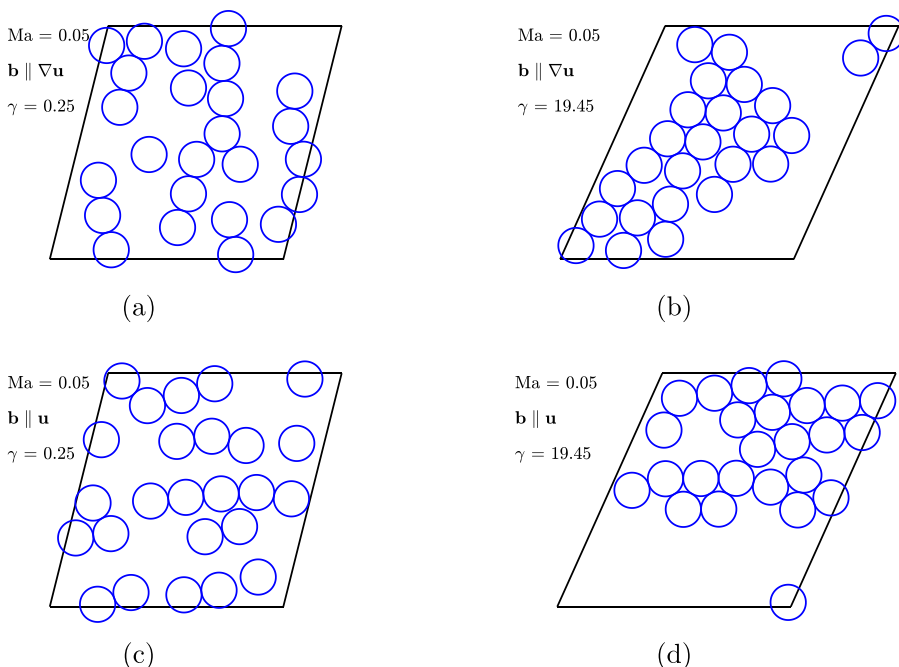 Ma = 0.05
b ∥ ∇u
γ = 0.25
(a)
Ma = 0.05
b ∥ ∇u
γ = 19.45
(b)
Ma = 0.05
b ∥ u
γ = 0.25
(c)
Ma = 0.05
b ∥ u
γ = 19.45
(d)